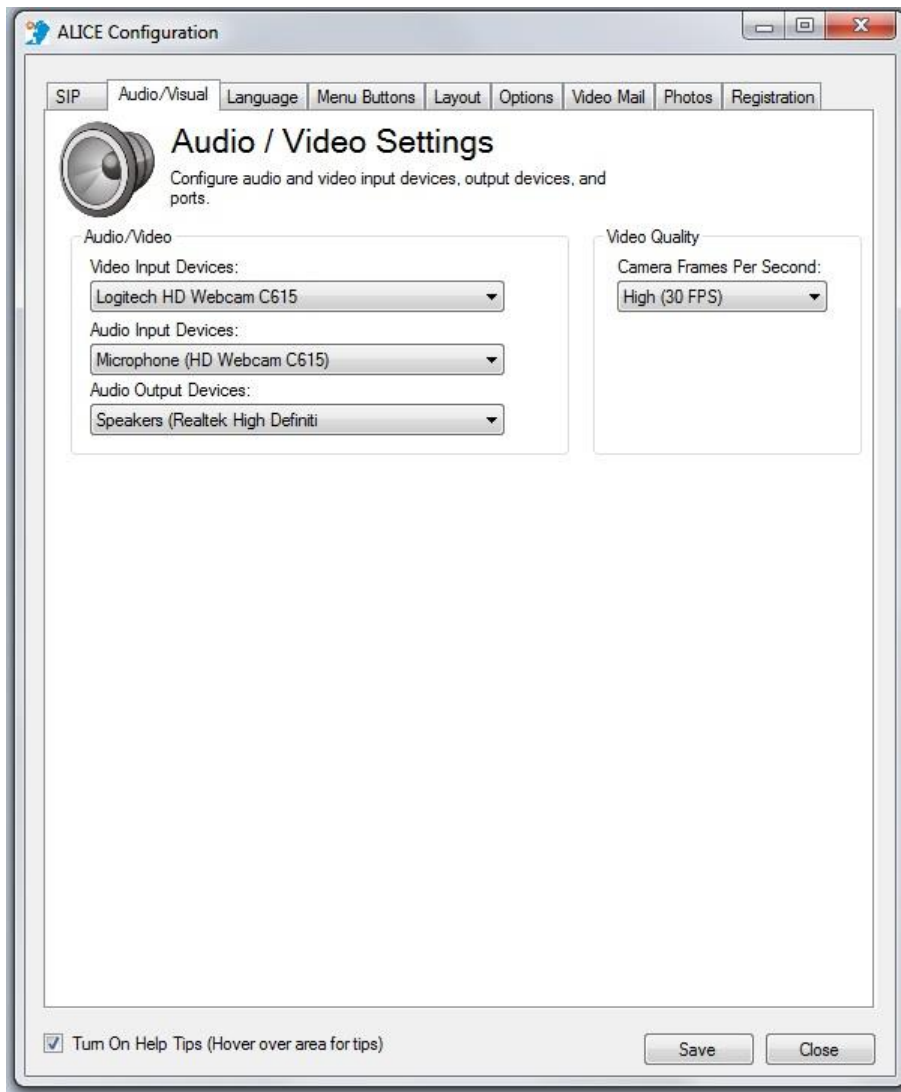 ALICE Configuration
SIP
Audio/Visual
Language
Menu Buttons
Layout
Options
Video Mail
Photos
Registration
Audio / Video Settings
Configure audio and video input devices, output devices, and
ports.
Audio/Video
Video Input Devices:
Logitech HD Webcam C615
Audio Input Devices:
Microphone (HD Webcam C615)
Audio Output Devices:
Speakers (Realtek High Definiti
Video Quality
Camera Frames Per Second:
High (30 FPS)
Turn On Help Tips (Hover over area for tips)
Save
Close